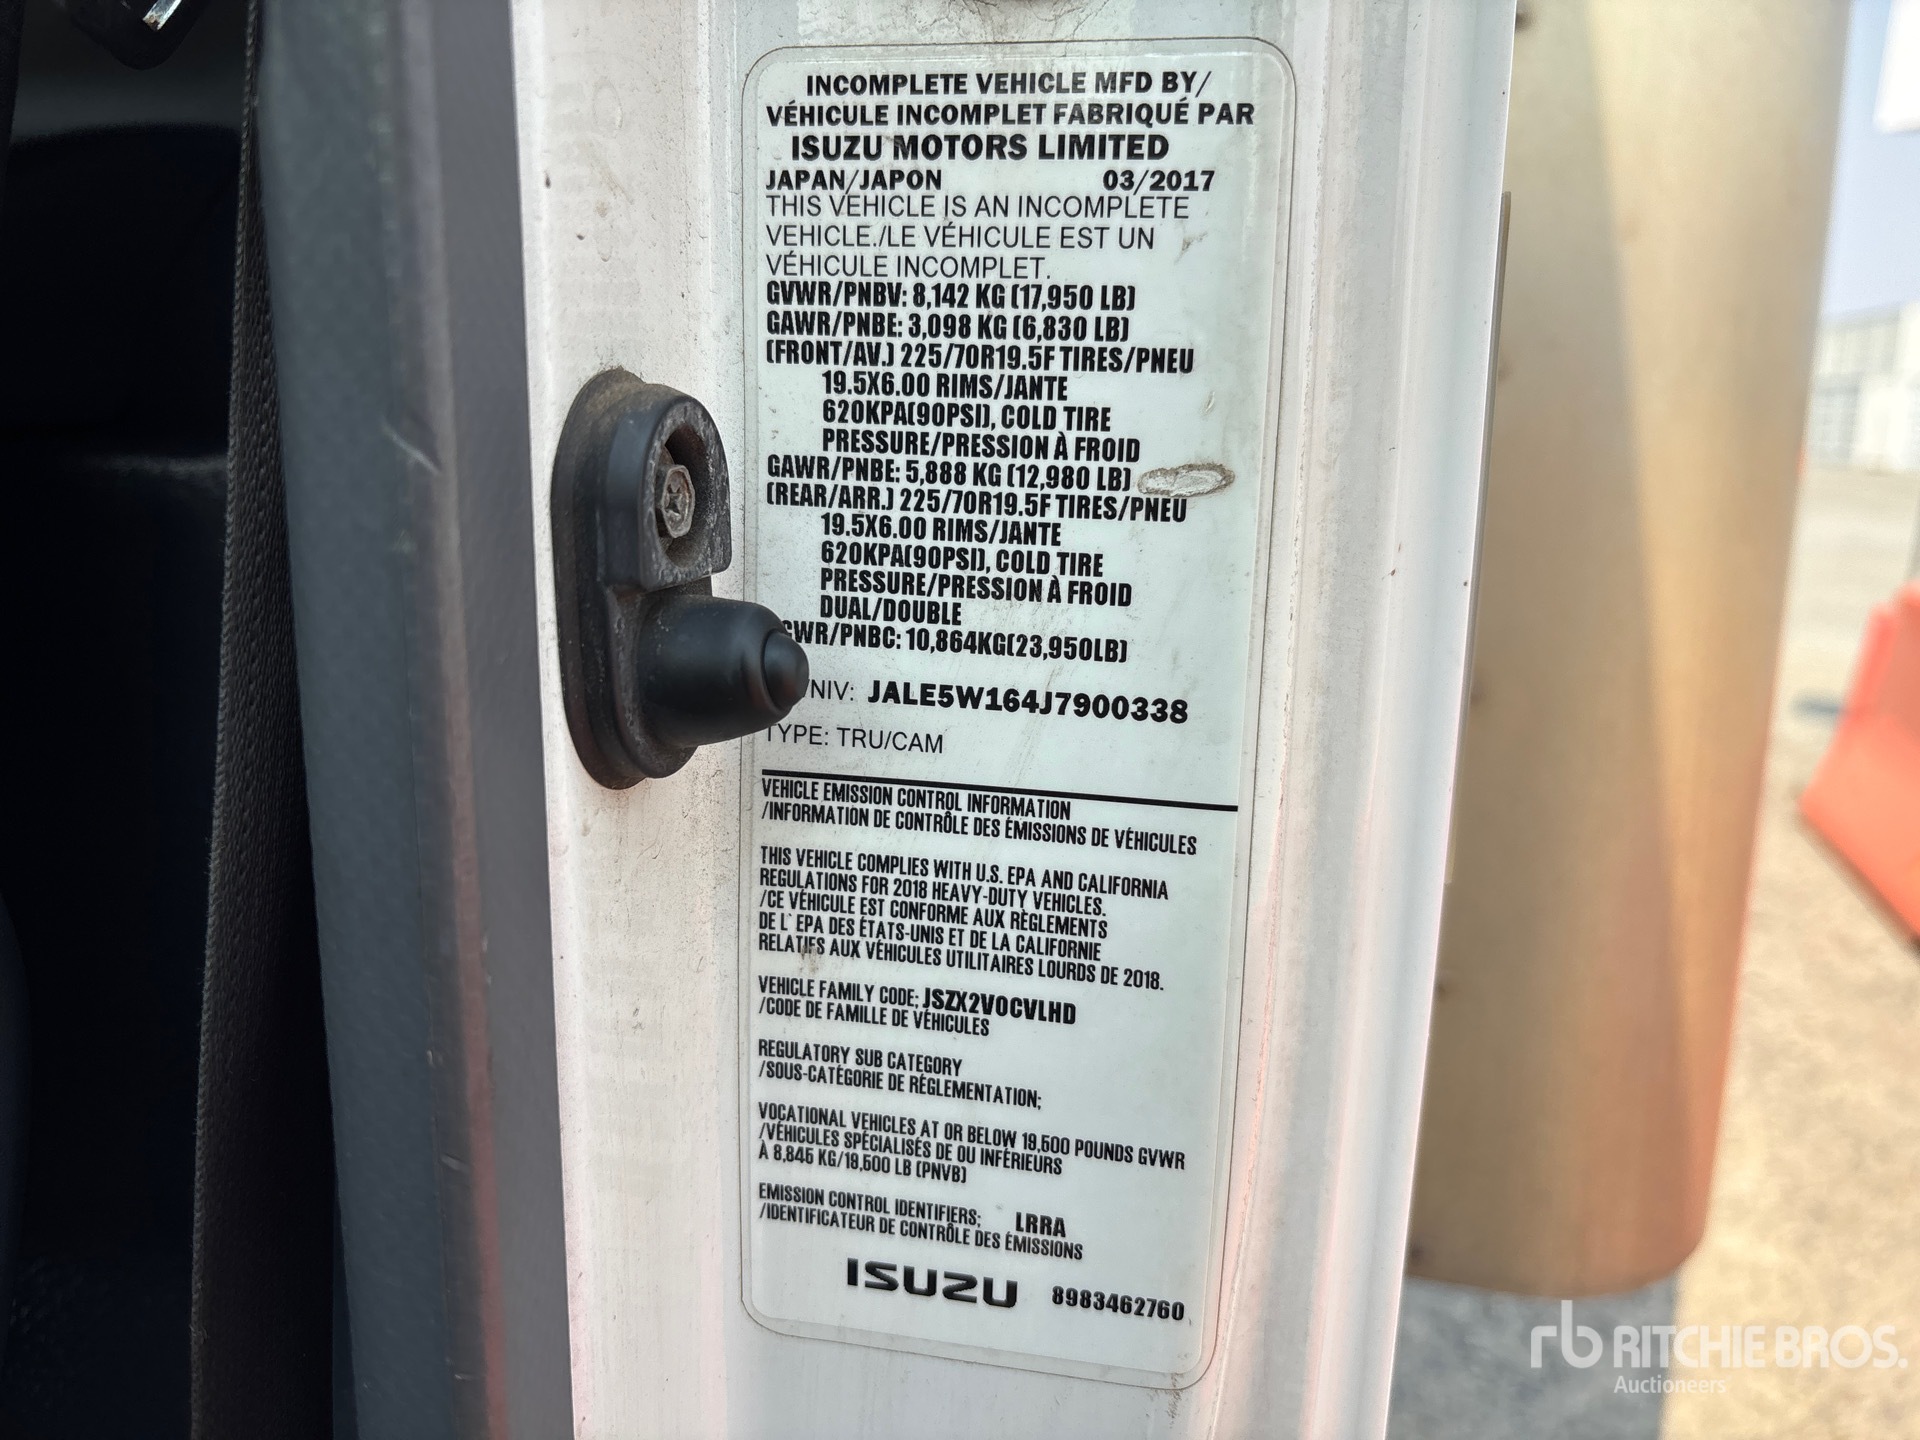 INCOMPLETE VEHICLE MFD BY/
VÉHICULE INCOMPLET FABRIQUÉ PAR
ISUZU MOTORS LIMITED
JAPAN/JAPON 03/2017
THIS VEHICLE IS AN INCOMPLETE
VEHICLE./LE VÉHICULE EST UN
VÉHICULE INCOMPLET.
GVWR/PNBV: 8,142 KG (17,950 LB)
GAWR/PNBE: 3,098 KG (6,830 LB)
(FRONT/AV.) 225/70R19.5F TIRES/PNEU
19.5X6.00 RIMS/JANTE
620KPA(90PSI), COLD TIRE
PRESSURE/PRESSION À FROID
GAWR/PNBE: 5,888 KG (12,980 LB)
(REAR/ARR.) 225/70R19.5F TIRES/PNEU
19.5X6.00 RIMS/JANTE
620KPA(90PSI), COLD TIRE
PRESSURE/PRESSION À FROID
DUAL/DOUBLE
WR/PNBC: 10,864KG(23,950LB)
/NIV: JALE5W164J7900338
TYPE: TRU/CAM
VEHICLE EMISSION CONTROL INFORMATION
/INFORMATION DE CONTRÔLE DES ÉMISSIONS DE VÉHICULES
THIS VEHICLE COMPLIES WITH U.S. EPA AND CALIFORNIA
REGULATIONS FOR 2018 HEAVY-DUTY VEHICLES.
/CE VÉHICULE EST CONFORME AUX RÈGLEMENTS
DE L' EPA DES ÉTATS-UNIS ET DE LA CALIFORNIE
RELATIFS AUX VÉHICULES UTILITAIRES LOURDS DE 2018.
VEHICLE FAMILY CODE; JSZX2VOCVLHD
/CODE DE FAMILLE DE VÉHICULES
REGULATORY SUB CATEGORY
/SOUS-CATÉGORIE DE RÉGLEMENTATION;
VOCATIONAL VEHICLES AT OR BELOW 19,500 POUNDS GVWR
/VÉHICULES SPÉCIALISÉS DE OU INFÉRIEURS
À 8,845 KG/19,500 LB (PNVB)
EMISSION CONTROL IDENTIFIERS; LRRA
/IDENTIFICATEUR DE CONTRÔLE DES ÉMISSIONS
ISUZU 8983462760
rb RITCHIE BROS.
Auctioneers